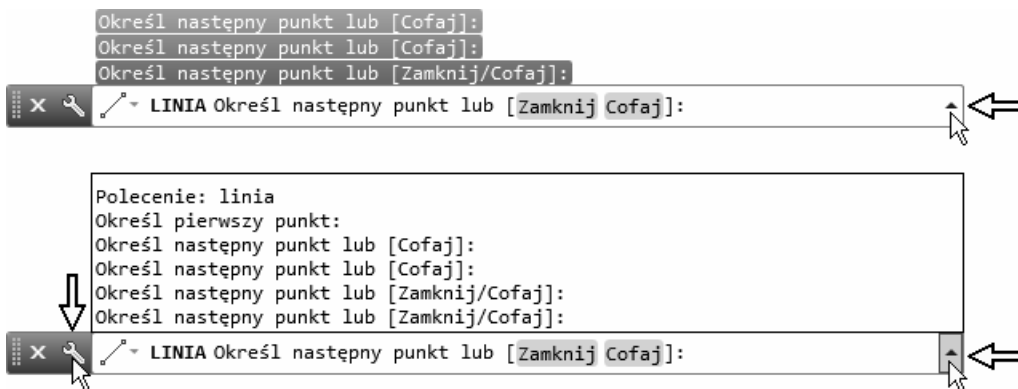 Określ następny punkt lub [Cofaj]:
Określ następny punkt lub [Cofaj]:
Określ następny punkt lub [Zamknij/Cofaj]:
LINIA Określ następny punkt lub [Zamknij Cofaj]:
Polecenie: linia
Określ pierwszy punkt:
Określ następny punkt lub [Cofaj]:
Określ następny punkt lub [Cofaj]:
Określ następny punkt lub [Zamknij/Cofaj]:
Określ następny punkt lub [Zamknij/Cofaj]:
LINIA Określ następny punkt lub [Zamknij Cofaj]: